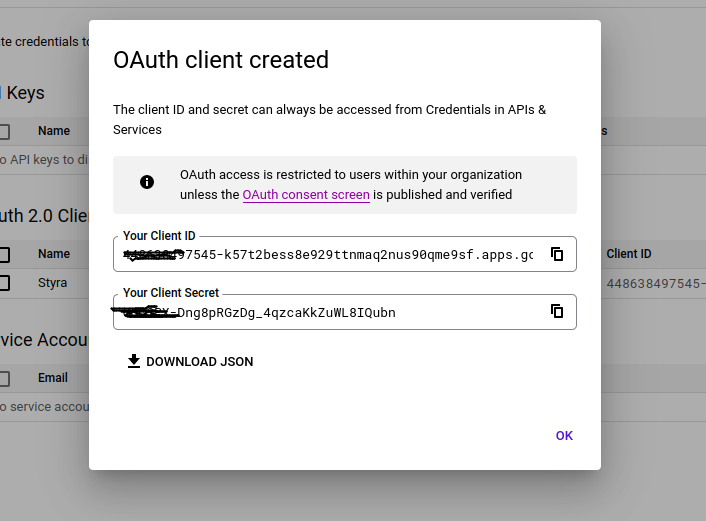 te credentials to
OAuth client created
Keys
The client ID and secret can always be accessed from Credentials in APIs &
Services
Name
s
o API keys to di
OAuth access is restricted to users within your organization
unless the OAuth consent screen is published and verified
uth 2.0 Clie
Your Client ID
97545-k57t2bess8e929ttnmaq2nus90qme9sf.apps.gc
Name
Client ID
Styra
448638497545-
Your Client Secret
-Dng8pRGzDg_4qzcaKkZuWL8IQubn
vice Accou
DOWNLOAD JSON
Email
o service accou
OK